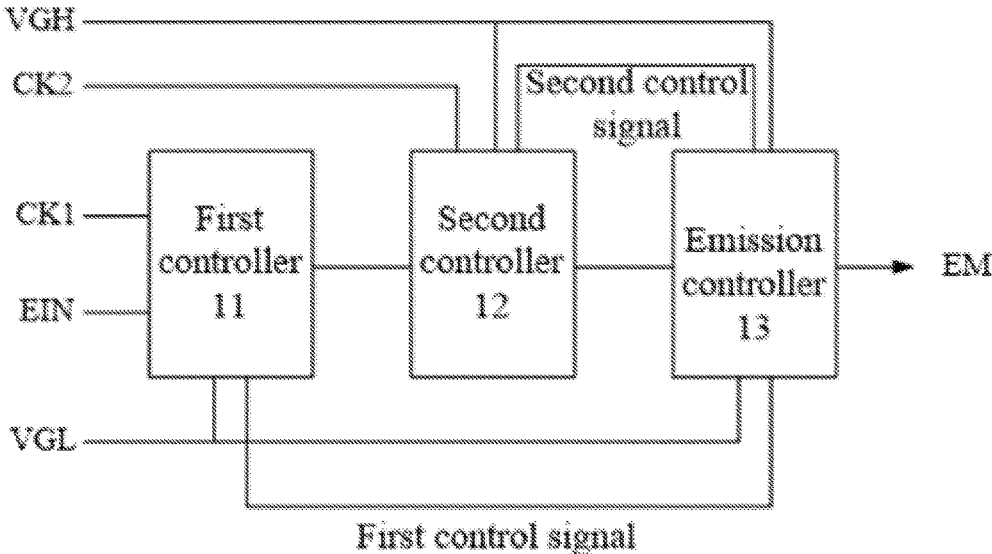 VGH
CK2
Second control
signal
CK1
EIN
First
controller
11
Second
controller
12
Emission
controller
13
EM
VGL
First control signal